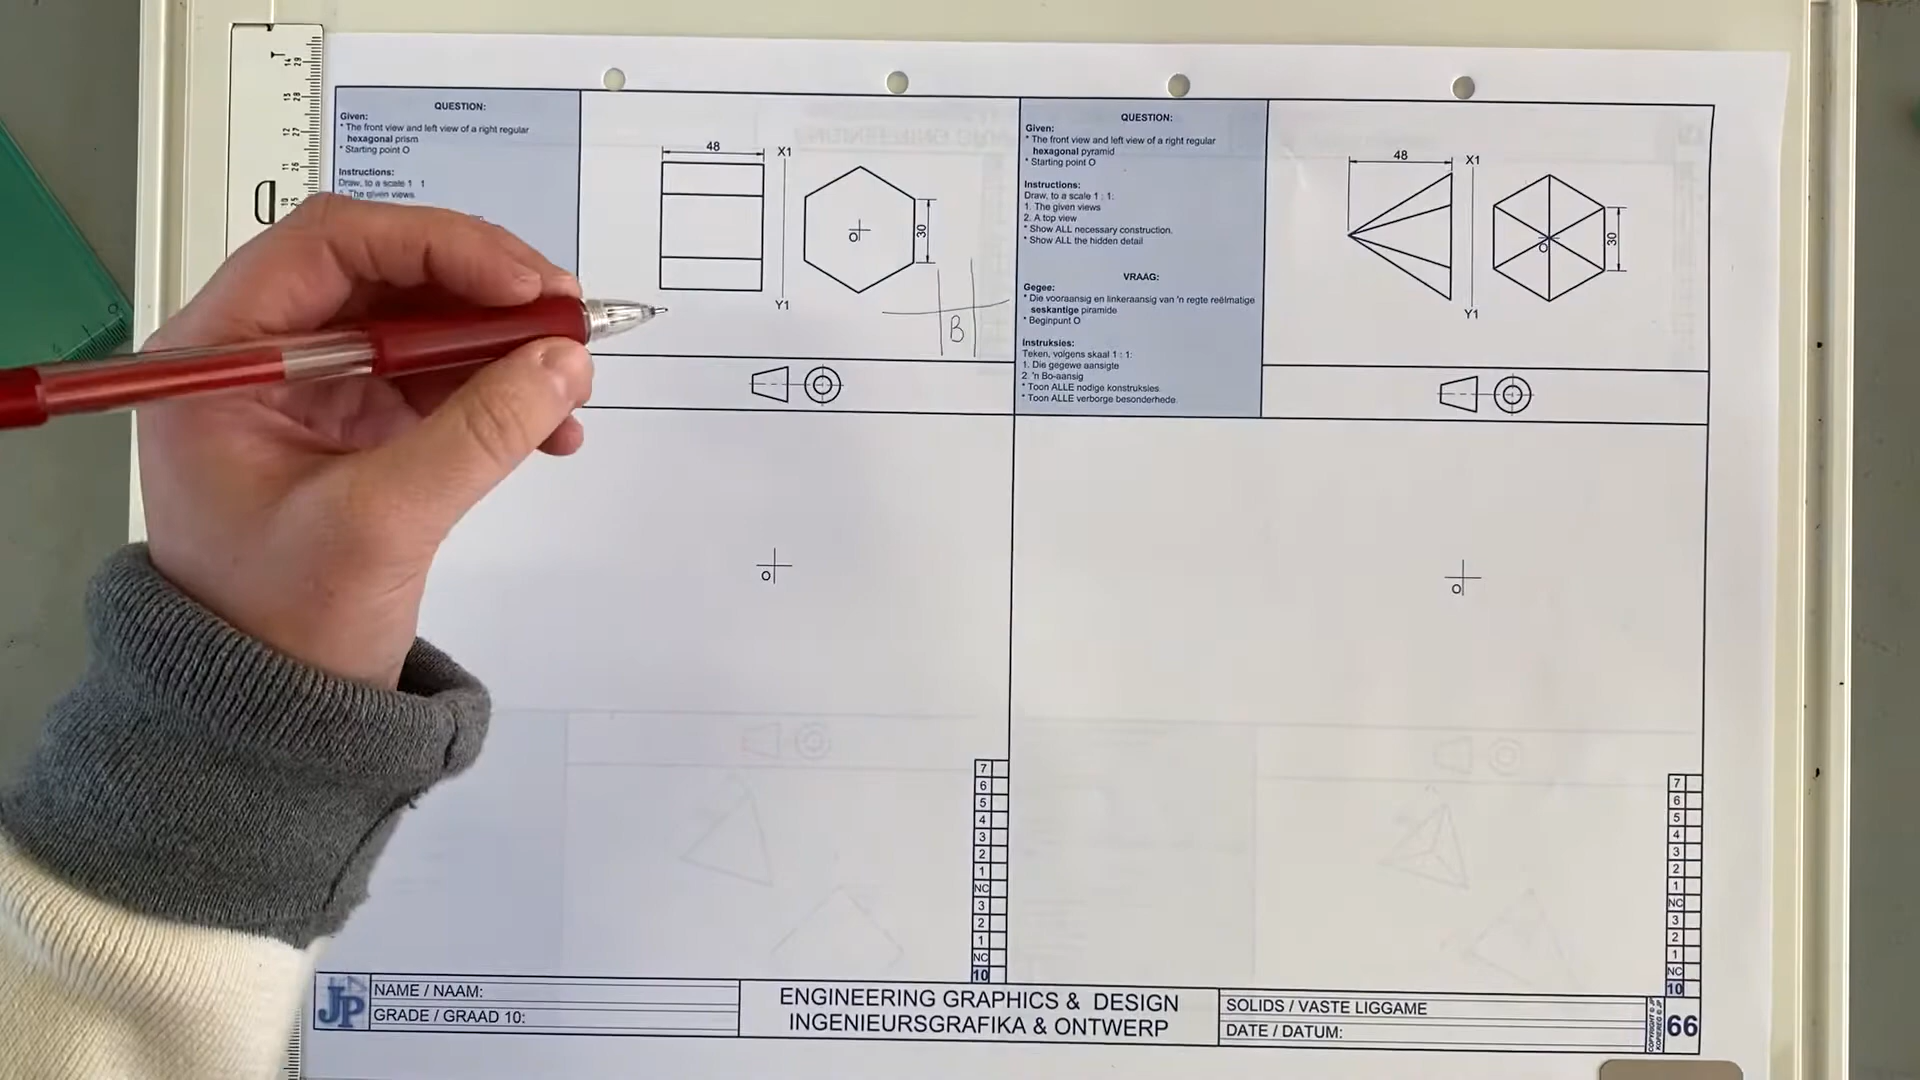 QUESTION:
Given:
* The front view and left view of a right regular
hexagonal prism
* Starting point O
Instructions:
Draw, to a scale 1 1
The given views
48
X1
Y1
O
30
B
QUESTION:
Given:
* The front view and left view of a right regular
hexagonal pyramid
* Starting point O
Instructions:
Draw, to a scale 1 : 1:
1. The given views
2. A top view
* Show ALL necessary construction.
* Show ALL the hidden detail
VRAAG:
Gegee:
* Die vooraansig en linkeraansig van 'n regte reëlmatige
seskantige piramide
* Beginpunt O
Instruksies:
Teken, volgens skaal 1 : 1:
1. Die gegewe aansigte
2. 'n Bo-aansig
* Toon ALLE nodige konstruksies.
* Toon ALLE verborge besonderhede.
48
X1
Y1
O
30
O
O
7
6
5
4
3
2
1
NC
3
2
1
NC
10
7
6
5
4
3
2
1
NC
3
2
1
NC
10
JP
NAME / NAAM:
GRADE / GRAAD 10:
ENGINEERING GRAPHICS & DESIGN
INGENIEURSGRAFIKA & ONTWERP
SOLIDS / VASTE LIGGAME
DATE / DATUM:
COPYRIGHT © JP
KOPIEREG © JP
66